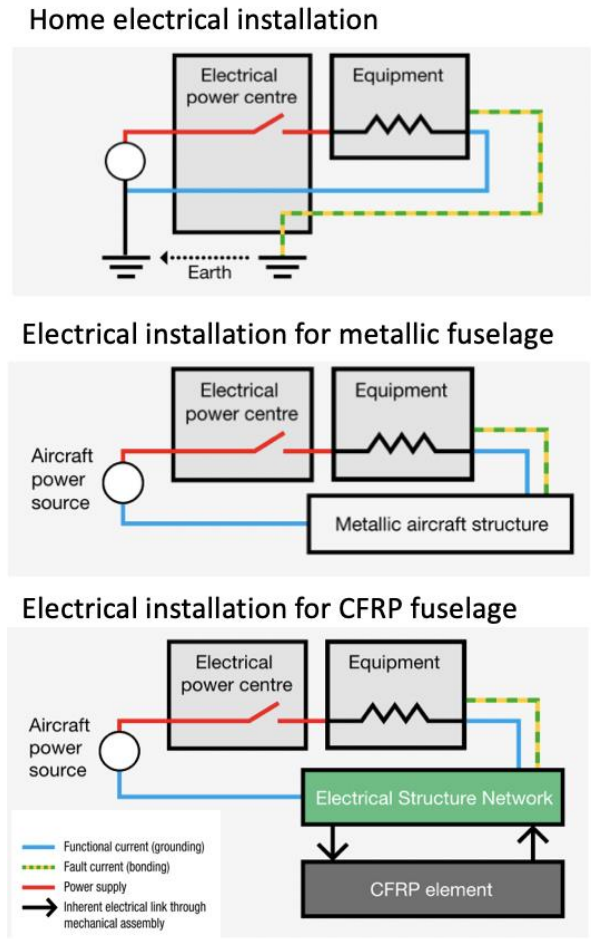 Home electrical installation
Electrical
power centre
Equipment
Earth
Electrical installation for metallic fuselage
Electrical
power centre
Equipment
Aircraft
power
source
Metallic aircraft structure
Electrical installation for CFRP fuselage
Electrical
power centre
Equipment
Aircraft
power
source
Electrical Structure Network
CFRP element
Functional current (grounding)
Fault current (bonding)
Power supply
Inherent electrical link through
mechanical assembly